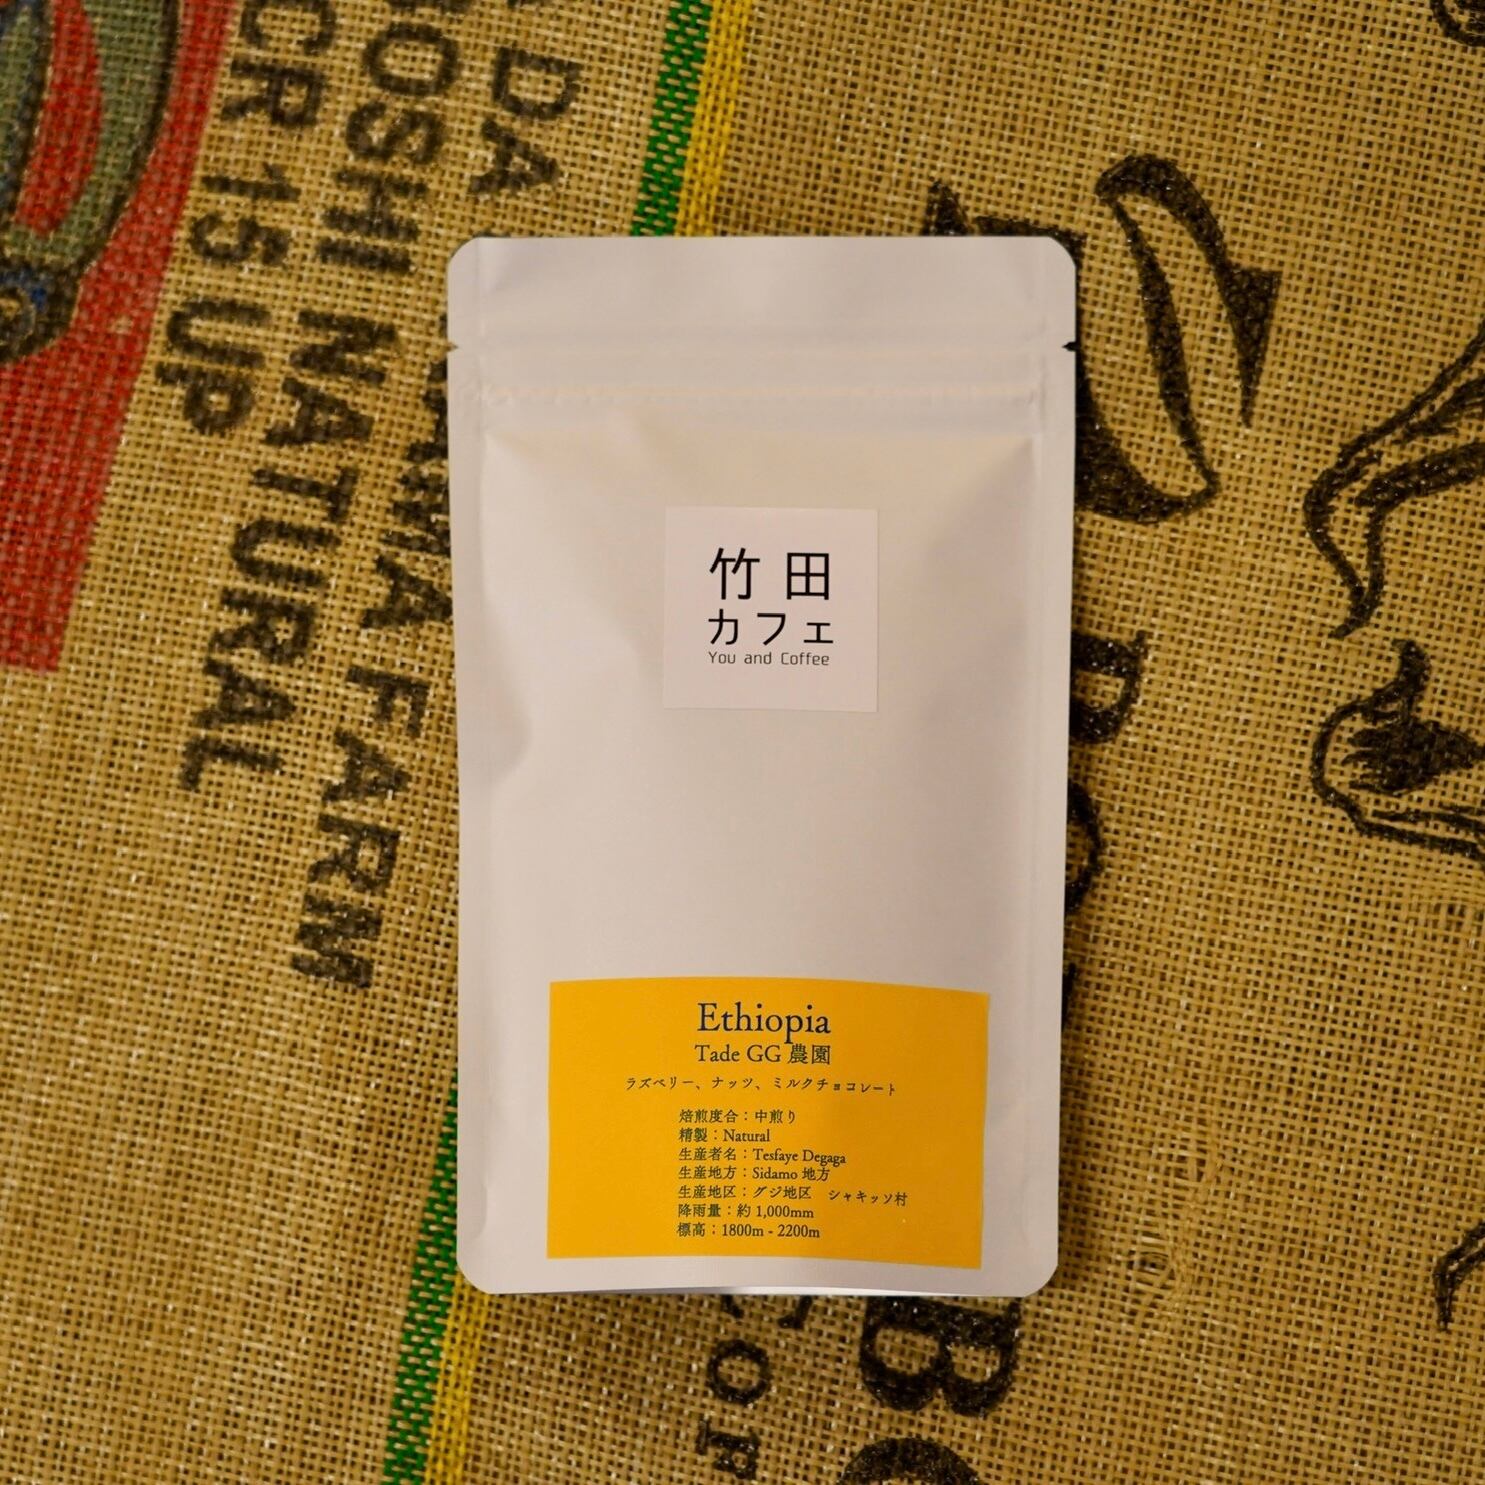 竹田
カフェ
You and Coffee
Ethiopia
Tade GG 農園
ラズベリー、ナッツ、ミルクチョコレート
焙煎度合：中煎り
精製：Natural
生産者名：Tesfaye Degaga
生産地方：Sidamo 地方
生産地区：グジ地区　シャキッソ村
降雨量：約 1,000mm
標高：1800m - 2200m
DA
OSHI NATURAL
CR 15 UP
MA FARM